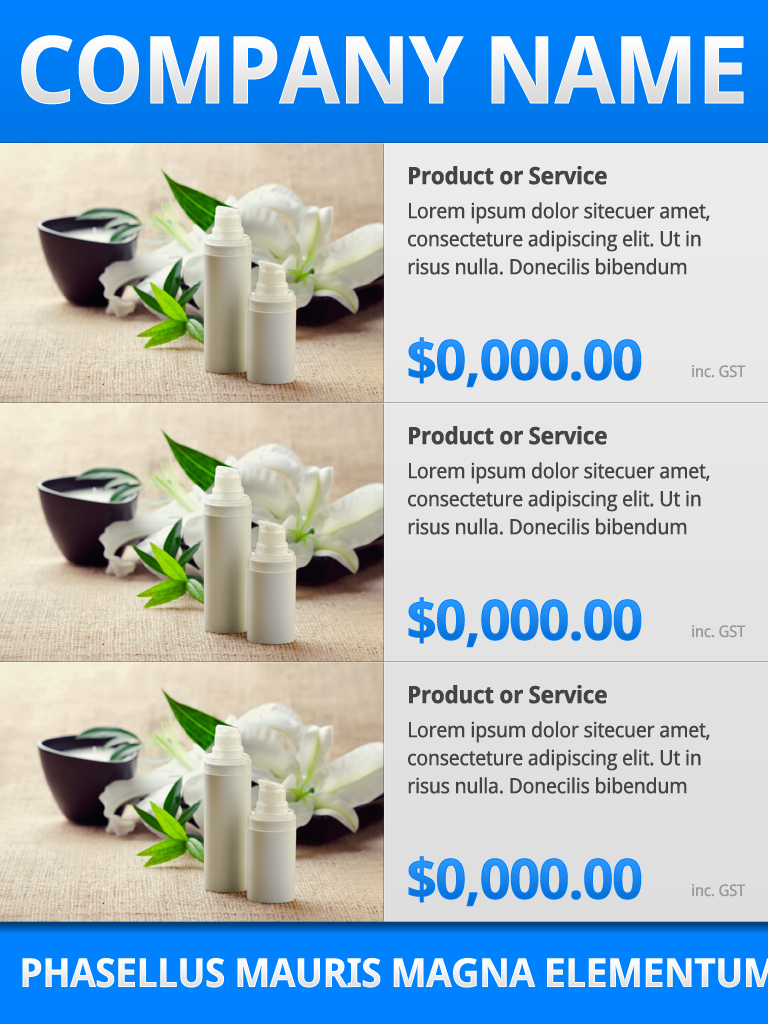 COMPANY NAME
Product or Service
Lorem ipsum dolor sitecuer amet,
consecteture adipiscing elit. Ut in
risus nulla. Donecilis bibendum
$0,000.00
inc. GST
Product or Service
Lorem ipsum dolor sitecuer amet,
consecteture adipiscing elit. Ut in
risus nulla. Donecilis bibendum
$0,000.00
inc. GST
Product or Service
Lorem ipsum dolor sitecuer amet,
consecteture adipiscing elit. Ut in
risus nulla. Donecilis bibendum
$0,000.00
inc. GST
PHASELLUS MAURIS MAGNA ELEMENTUM